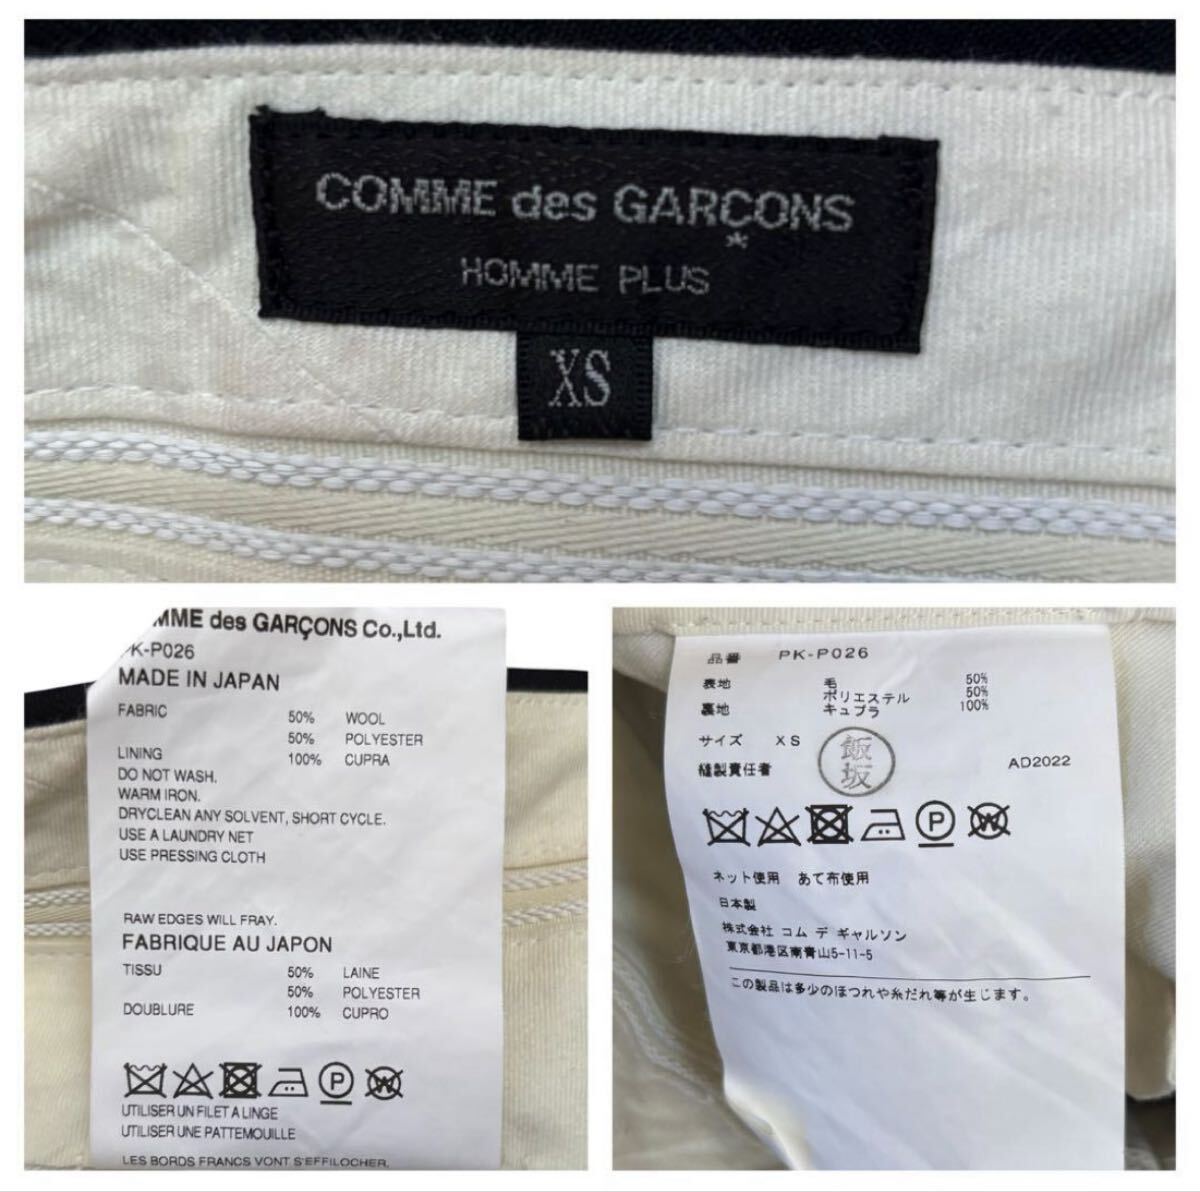 COMME des GARÇONS
*
HOMME PLUS
XS
MME des GARÇONS Co.,Ltd.
PK-P026
MADE IN JAPAN
FABRIC 50% WOOL
50% POLYESTER
LINING 100% CUPRA
DO NOT WASH.
WARM IRON.
DRYCLEAN ANY SOLVENT, SHORT CYCLE.
USE A LAUNDRY NET
USE PRESSING CLOTH
RAW EDGES WILL FRAY.
FABRIQUE AU JAPON
TISSU 50% LAINE
50% POLYESTER
DOUBLURE 100% CUPRO
P W
UTILISER UN FILET A LINGE
UTILISER UNE PATTEMOUILLE
LES BORDS FRANCS VONT S'EFFILOCHER.
品番 PK-P026
表地 毛 50%
ポリエステル 50%
裏地 キュプラ 100%
サイズ XS
縫製責任者 飯坂 AD2022
P W
ネット使用 あて布使用
日本製
株式会社 コム デ ギャルソン
東京都港区南青山5-11-5
この製品は多少のほつれや糸だれ等が生じます。